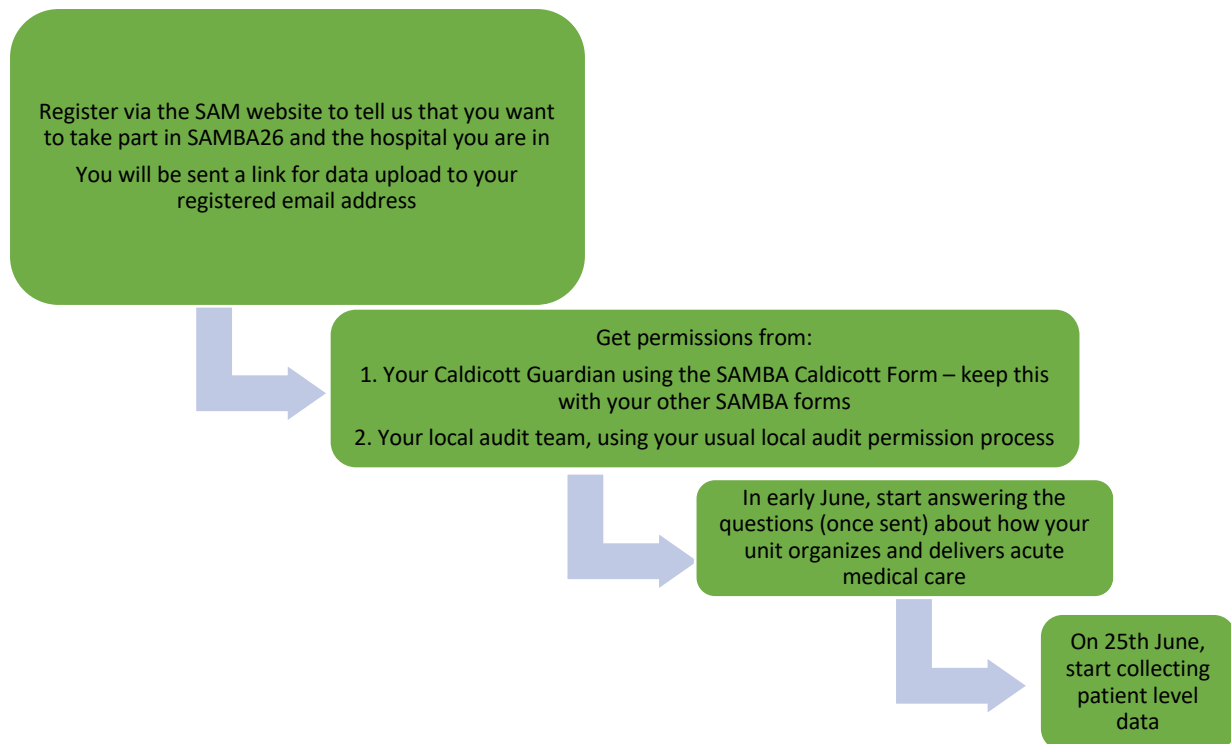 Register via the SAM website to tell us that you want
to take part in SAMBA26 and the hospital you are in
You will be sent a link for data upload to your
registered email address
Get permissions from:
1. Your Caldicott Guardian using the SAMBA Caldicott Form – keep this
with your other SAMBA forms
2. Your local audit team, using your usual local audit permission process
In early June, start answering the
questions (once sent) about how your
unit organizes and delivers acute
medical care
On 25th June,
start collecting
patient level
data